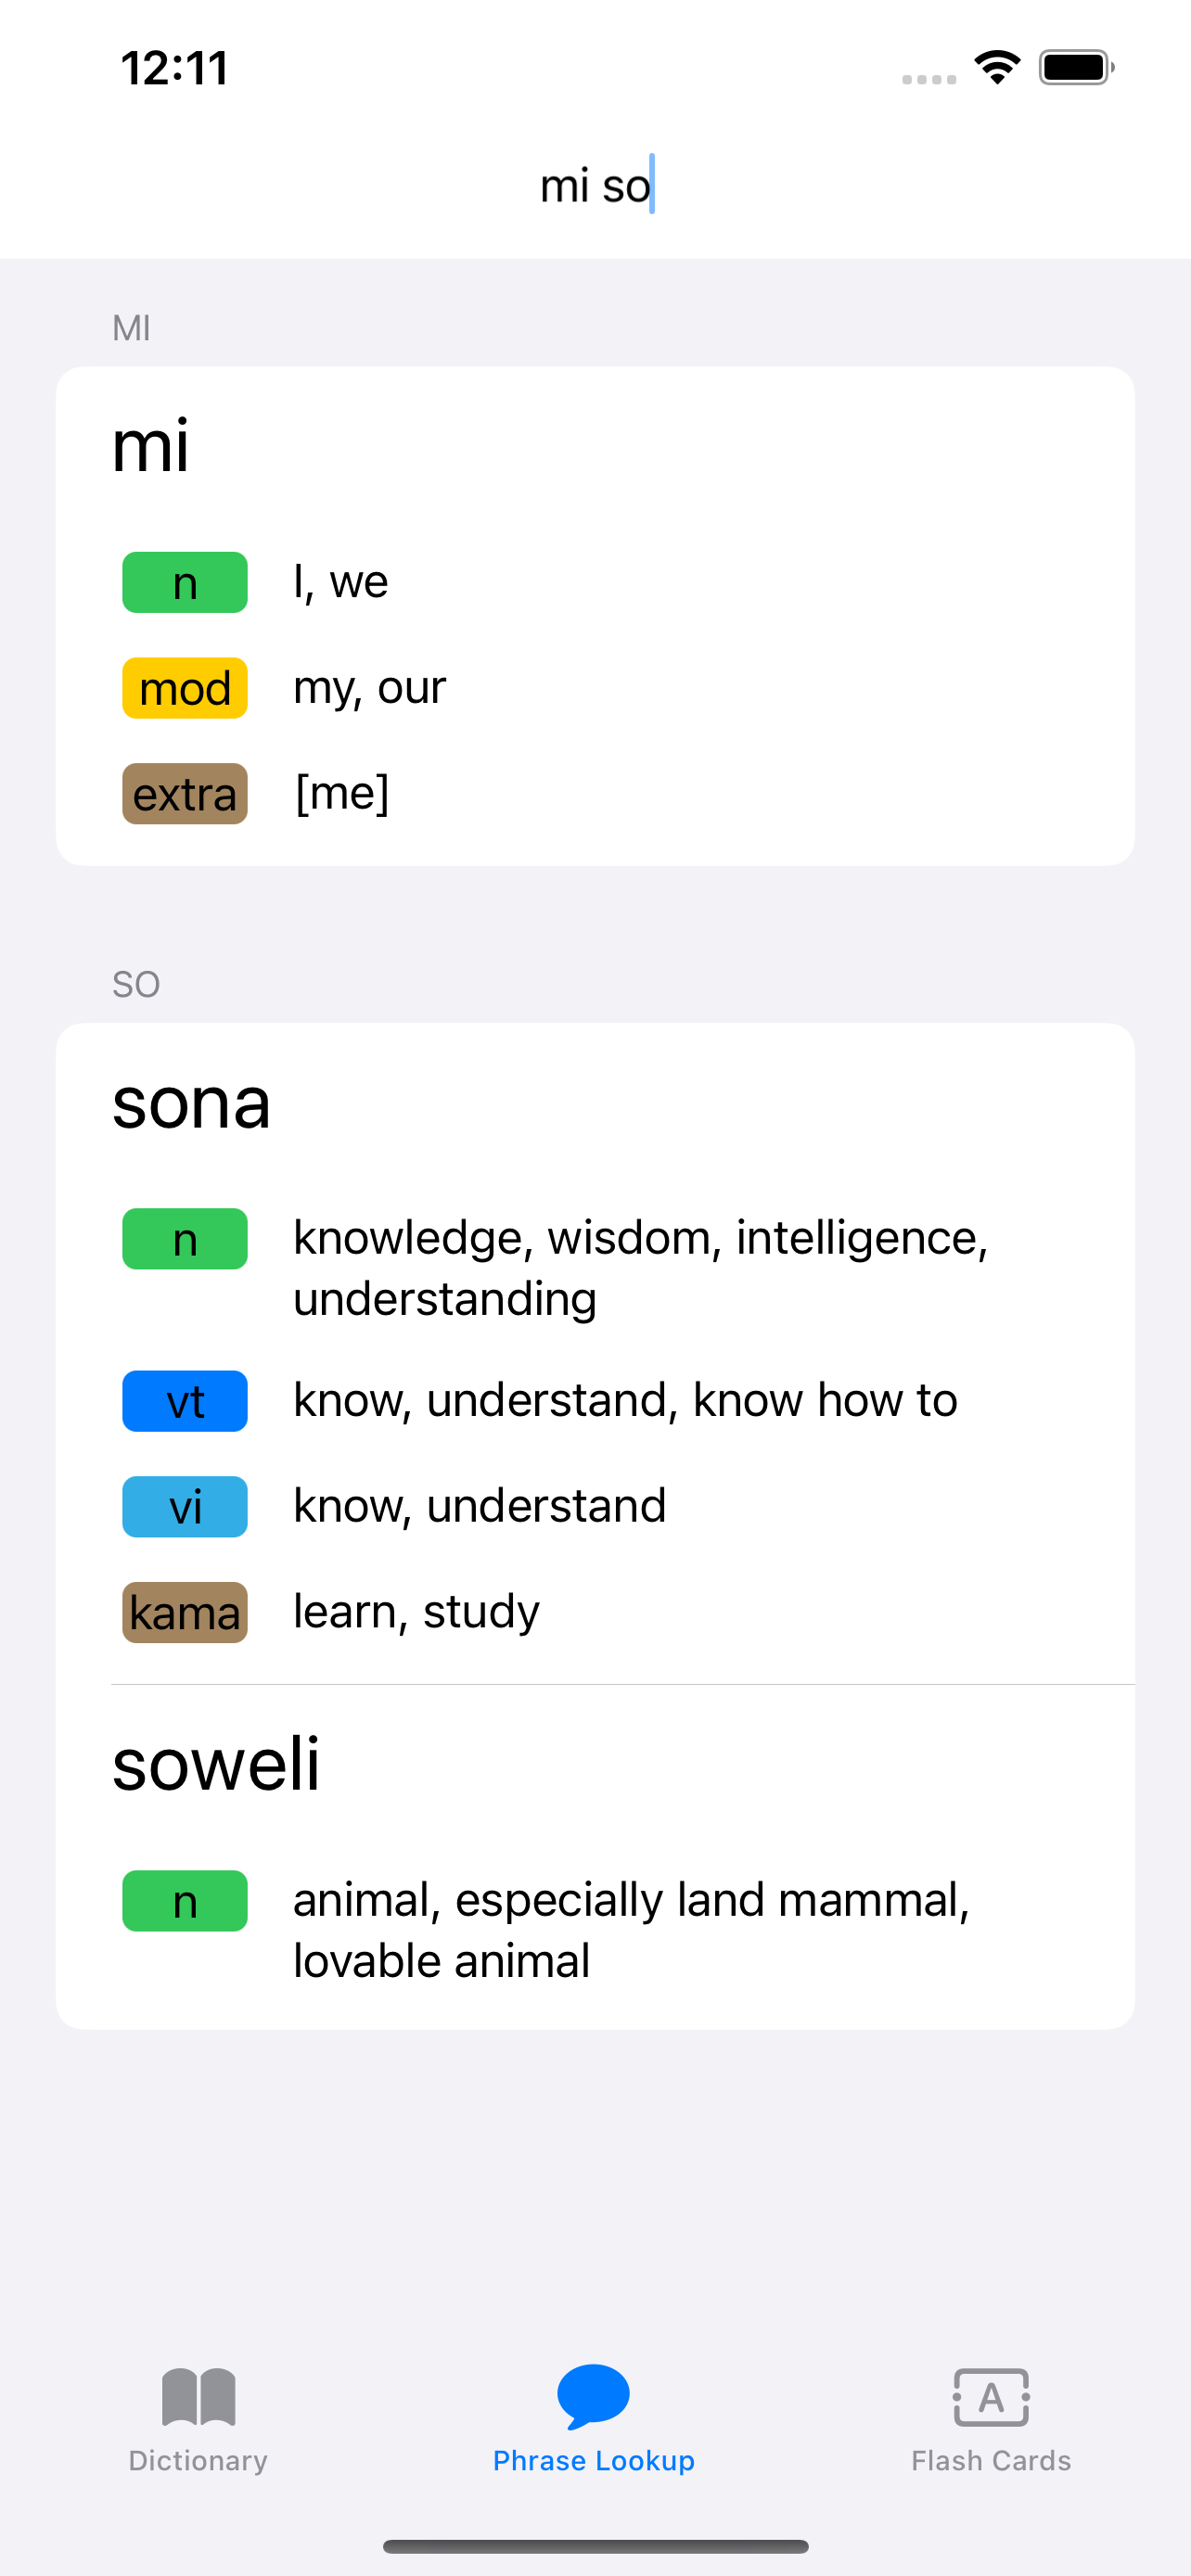 12:11
mi so
MI
mi
n I, we
mod my, our
extra [me]
SO
sona
n knowledge, wisdom, intelligence,
understanding
vt know, understand, know how to
vi know, understand
kama learn, study
soweli
n animal, especially land mammal,
lovable animal
A
Dictionary Phrase Lookup Flash Cards